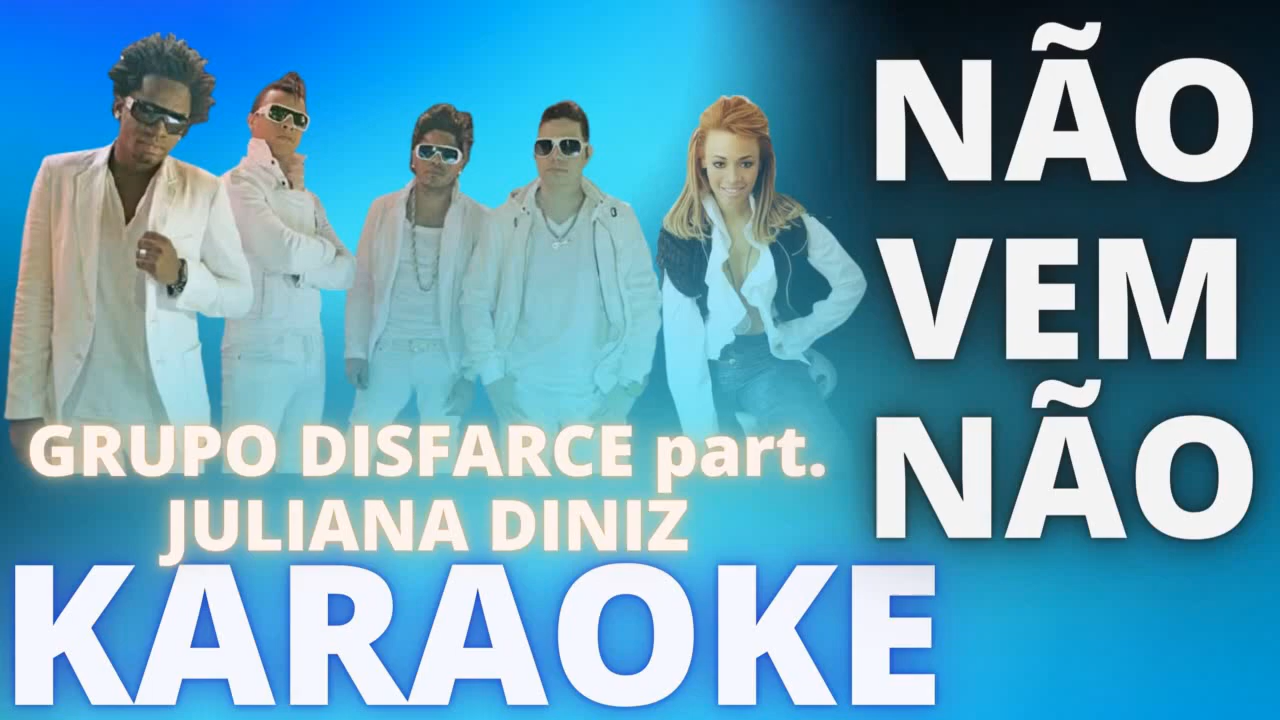 NÃO
VEM
NÃO
GRUPO DISFARCE part.
JULIANA DINIZ
KARAOKE